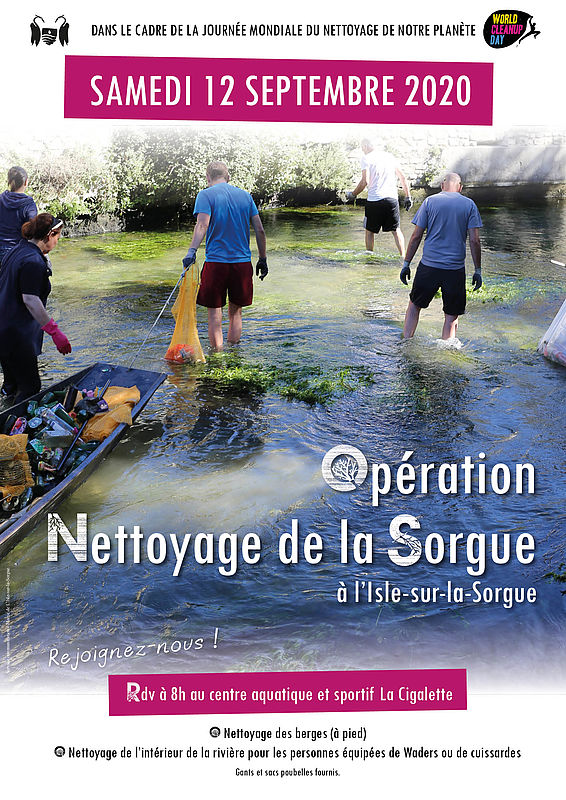 DANS LE CADRE DE LA JOURNÉE MONDIALE DU NETTOYAGE DE NOTRE PLANÈTE
WORLD
CLEANUP
DAY
SAMEDI 12 SEPTEMBRE 2020
Opération
Nettoyage de la Sorgue
à l'Isle-sur-la-Sorgue
Rejoignez-nous !
Rdv à 8h au centre aquatique et sportif La Cigalette
Nettoyage des berges (à pied)
Nettoyage de l'intérieur de la rivière pour les personnes équipées de Waders ou de cuissardes
Gants et sacs poubelles fournis.